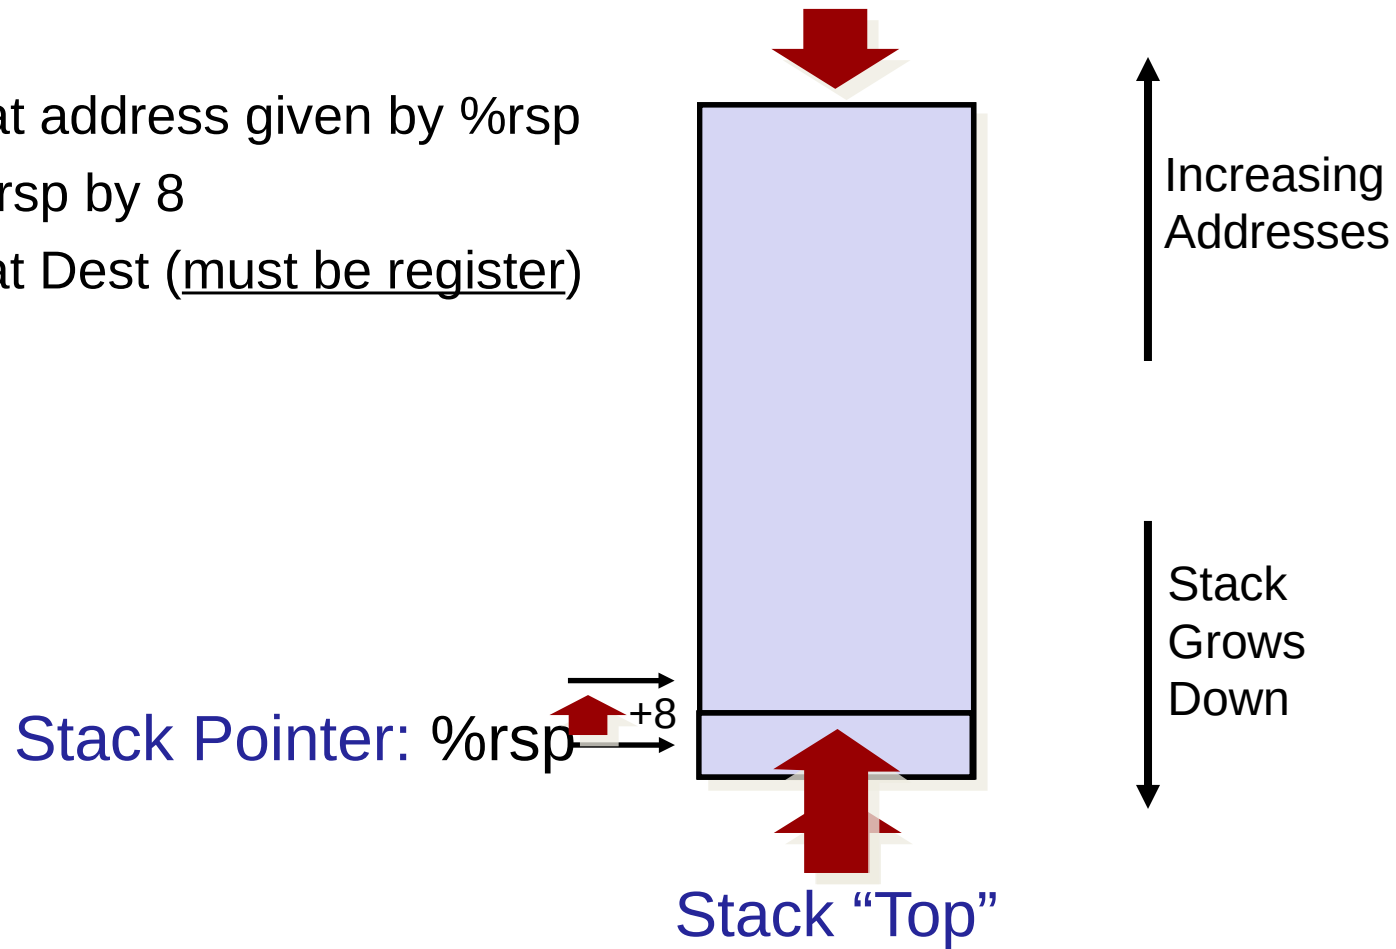 at address given by %rsp
rsp by 8
at Dest (must be register)
Increasing
Addresses
Stack
Grows
Down
+8
Stack Pointer: %rsp
Stack “Top”